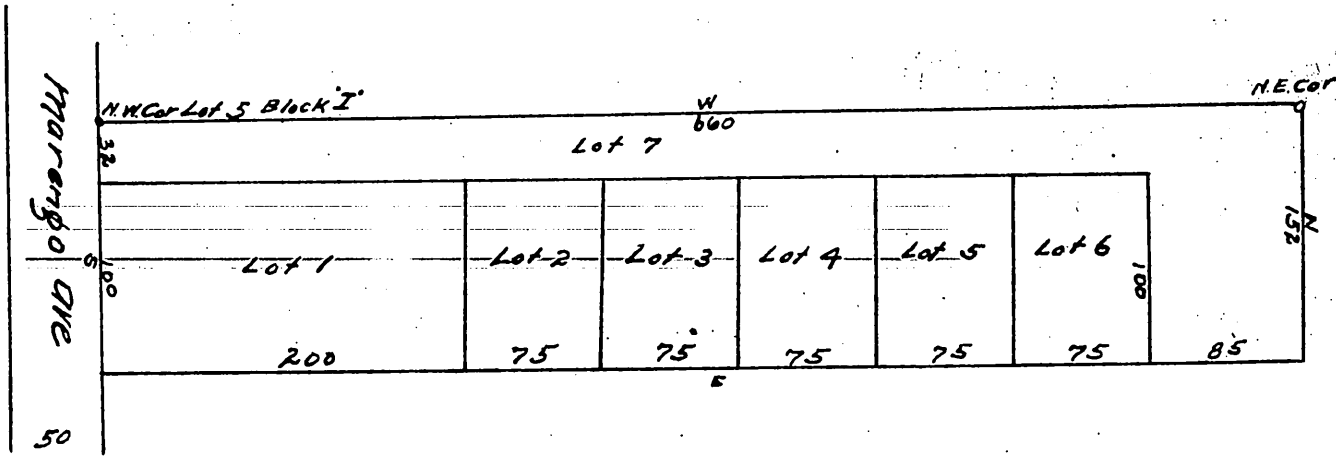 Marengo Ave
50
N.W. Cor Lot 5 Block "I"
W
660
N.E. Cor
32
Lot 7
N
152
S
100
Lot 1
Lot 2
Lot 3
Lot 4
Lot 5
Lot 6
100
200
75
75
75
75
75
85
E